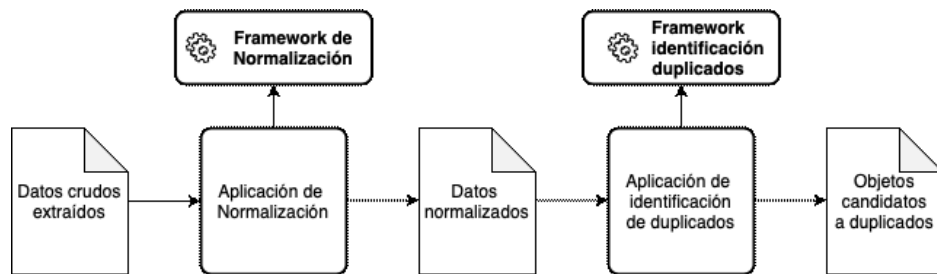 Framework de
Normalización
Framework
identificación
duplicados
Datos crudos
extraídos
Aplicación de
Normalización
Datos
normalizados
Aplicación de
identificación
de duplicados
Objetos
candidatos
a duplicados